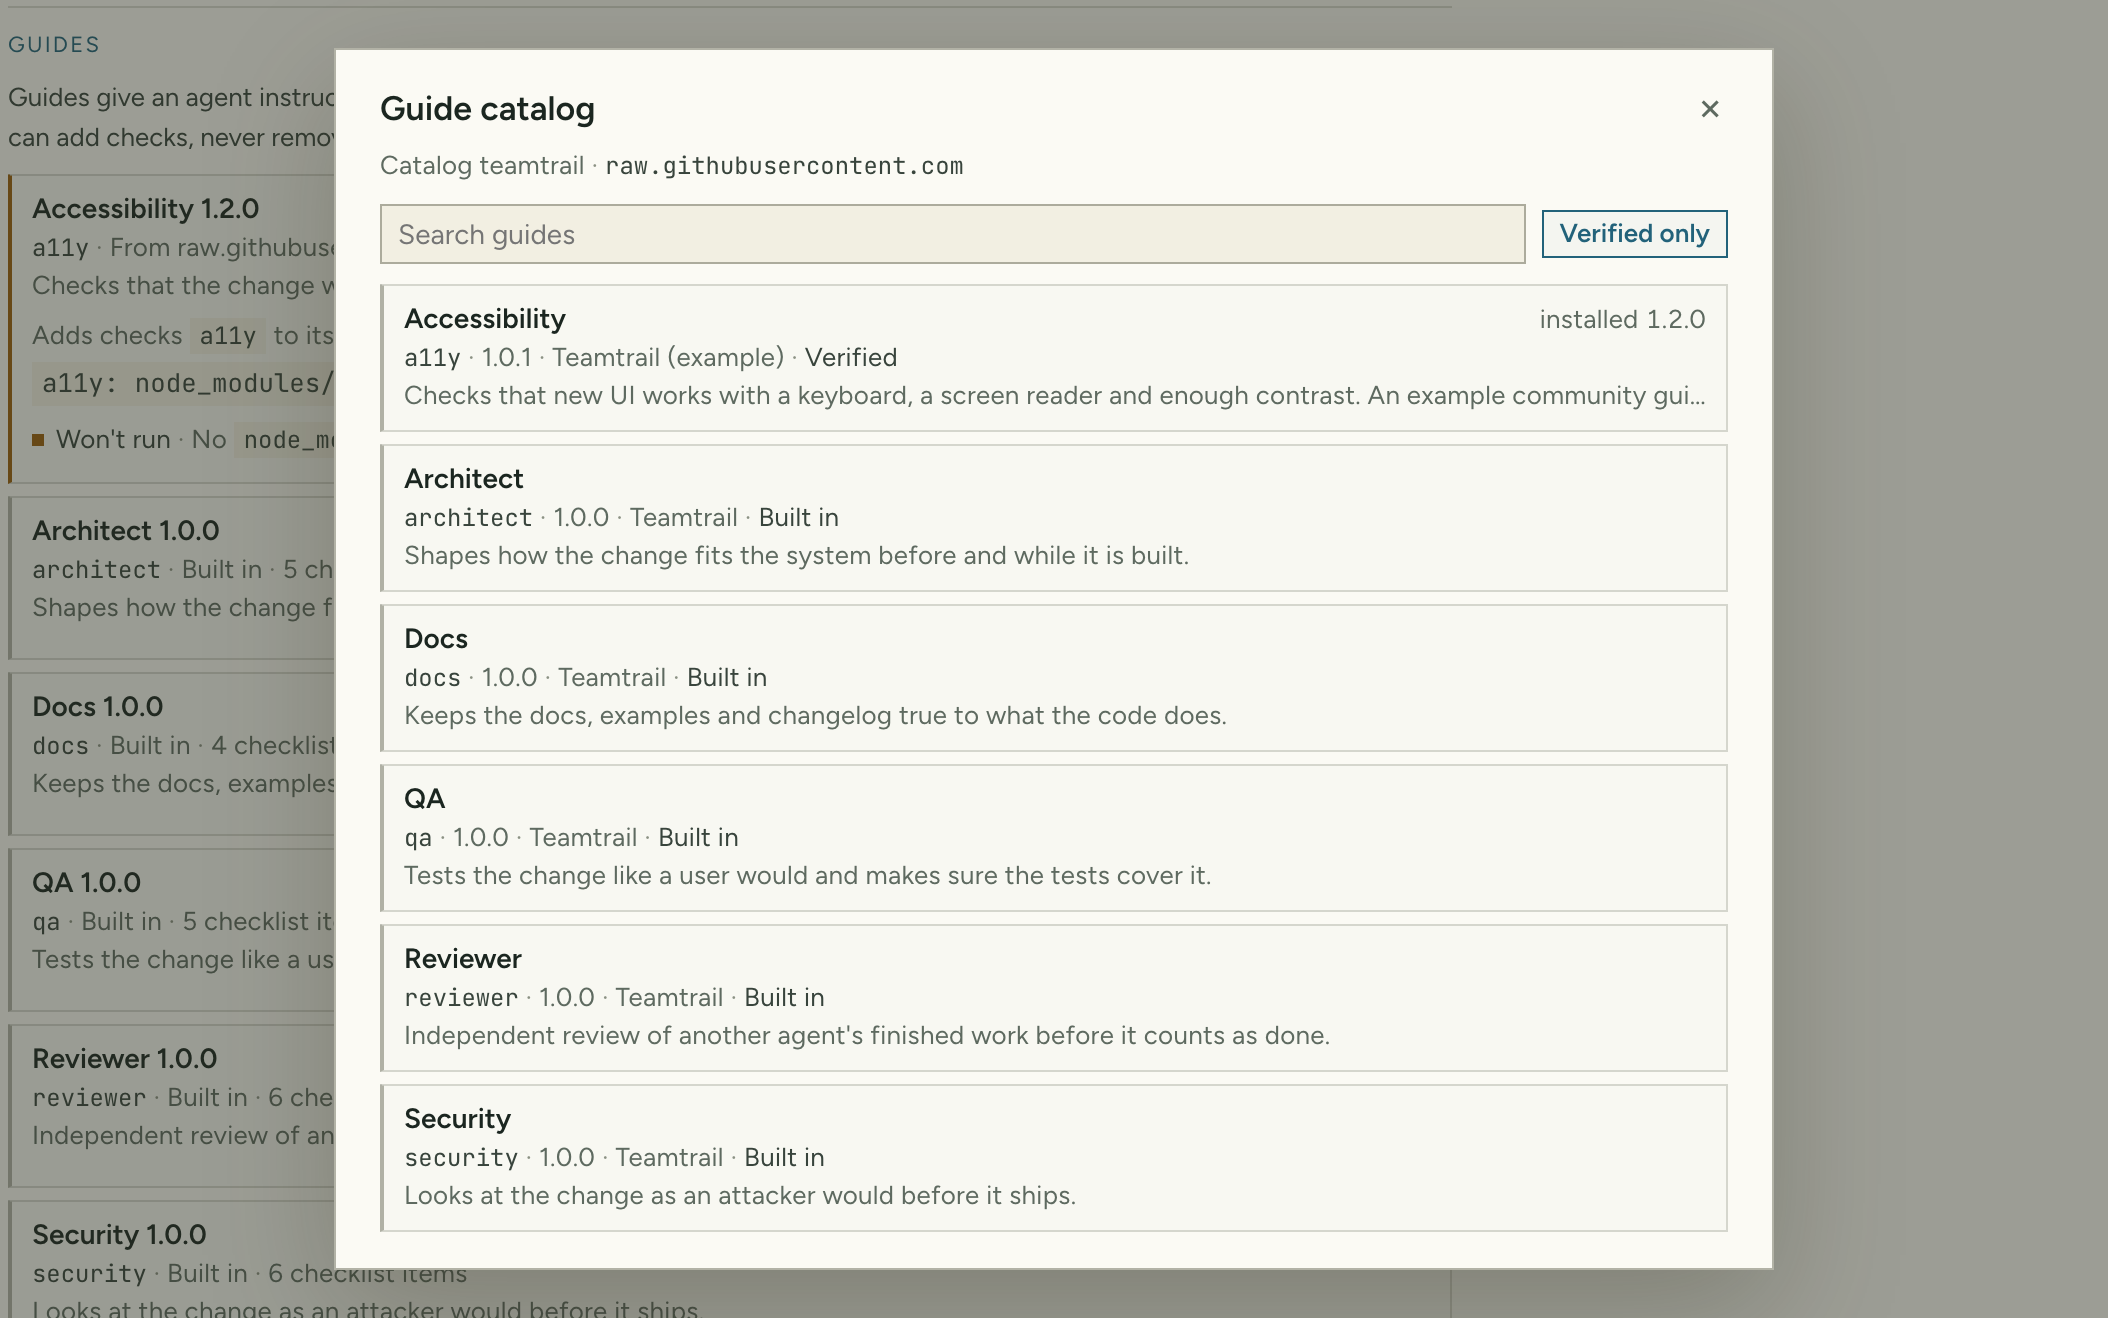 GUIDES
Guides give an agent
can add checks, never
Accessibility 1.2.0
a11y · From
Checks that the change
Adds checks a11y to its
a11y: node_modules/
Won't run · No
Architect 1.0.0
architect · Built in · 5
Shapes how the change
Docs 1.0.0
docs · Built in · 4
Keeps the docs, examples
QA 1.0.0
qa · Built in · 5 checklist
Tests the change like a
Reviewer 1.0.0
reviewer · Built in · 6
Independent review of
Security 1.0.0
security · Built in · 6 checklist items
Looks at the change as an attacker would before it ships.
Guide catalog
✕
Catalog teamtrail · raw.githubusercontent.com
Search guides
Verified only
Accessibility
installed 1.2.0
a11y · 1.0.1 · Teamtrail (example) · Verified
Checks that new UI works with a keyboard, a screen reader and enough contrast. An example community gui...
Architect
architect · 1.0.0 · Teamtrail · Built in
Shapes how the change fits the system before and while it is built.
Docs
docs · 1.0.0 · Teamtrail · Built in
Keeps the docs, examples and changelog true to what the code does.
QA
qa · 1.0.0 · Teamtrail · Built in
Tests the change like a user would and makes sure the tests cover it.
Reviewer
reviewer · 1.0.0 · Teamtrail · Built in
Independent review of another agent's finished work before it counts as done.
Security
security · 1.0.0 · Teamtrail · Built in
Looks at the change as an attacker would before it ships.